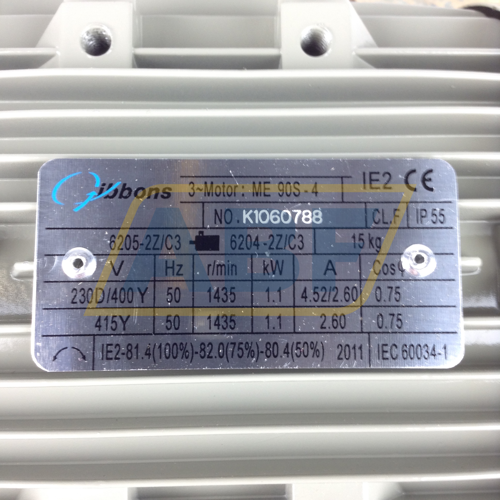 Gibbons 3~Motor: ME 90S-4 IE2 CE
NO. K1060788 CL.F IP 55
6205-2Z/C3 6204-2Z/C3 15 kg
V Hz r/min kW A Cosφ
230D/400Y 50 1435 1.1 4.52/2.60 0.75
415Y 50 1435 1.1 2.60 0.75
IE2-81.4(100%)-82.0(75%)-80.4(50%) 2011 IEC 60034-1